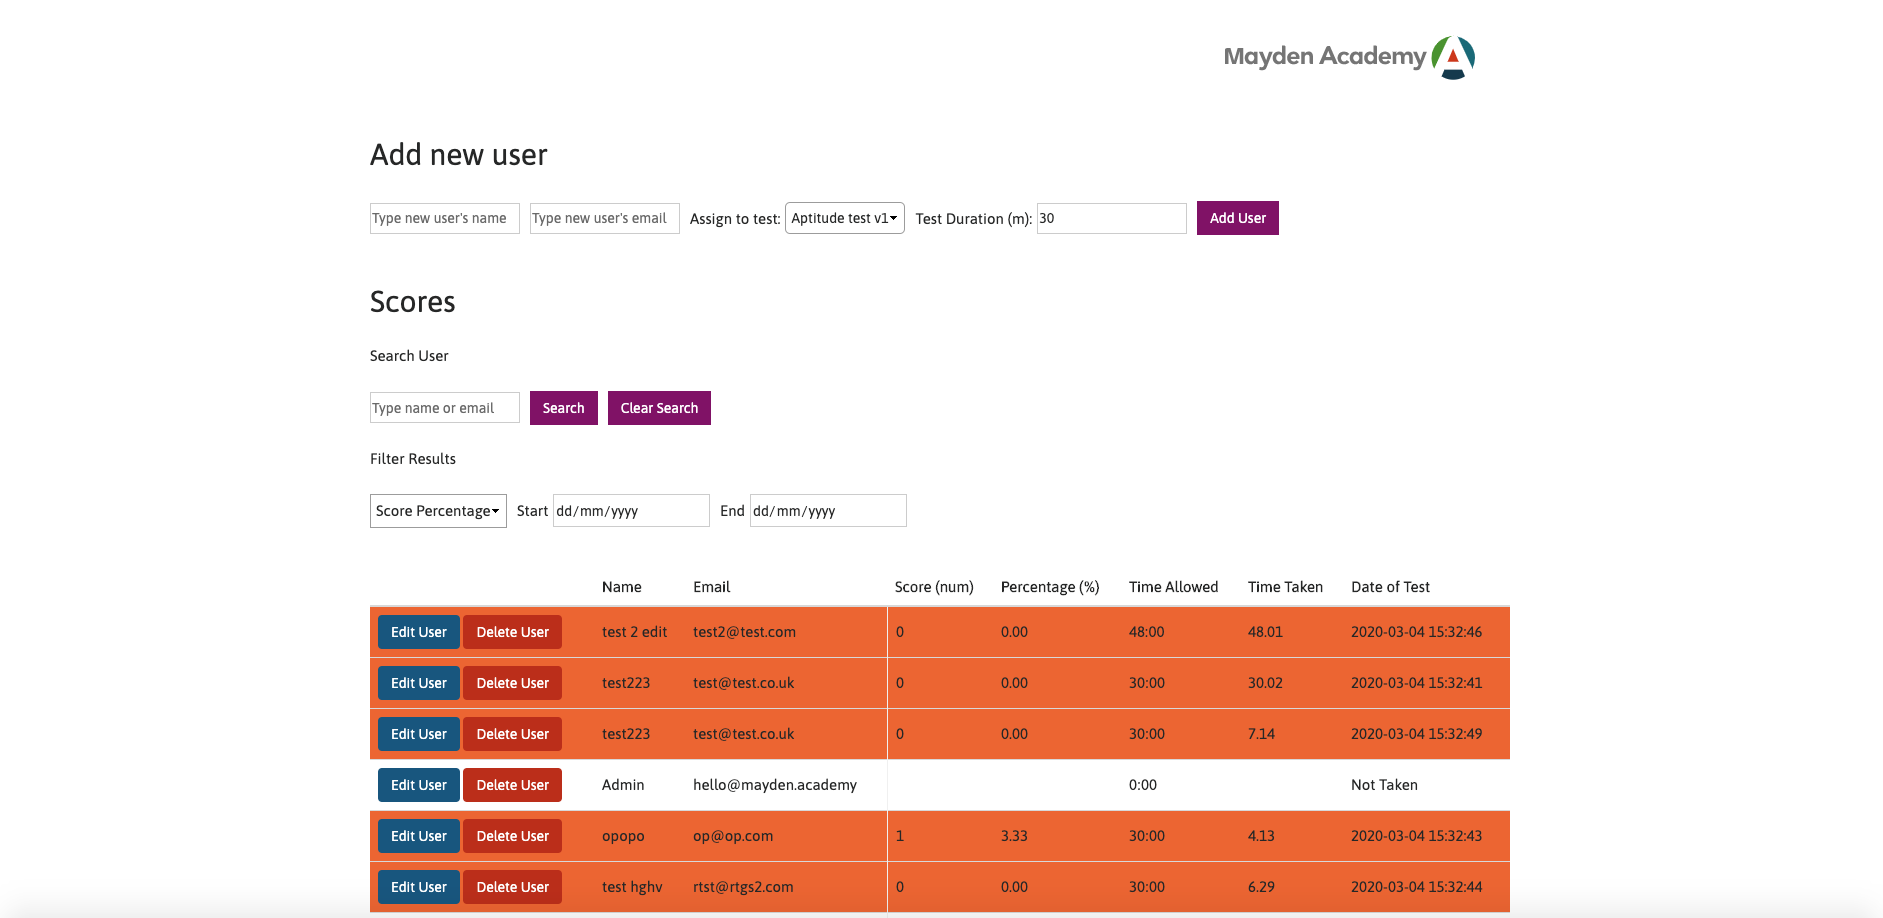 Mayden Academy
Add new user
Type new user's name Type new user's email Assign to test: Aptitude test v1 Test Duration (m): 30 Add User
Scores
Search User
Type name or email Search Clear Search
Filter Results
Score Percentage Start dd/mm/yyyy End dd/mm/yyyy
Name Email Score (num) Percentage (%) Time Allowed Time Taken Date of Test
Edit User Delete User test 2 edit test2@test.com 0 0.00 48:00 48.01 2020-03-04 15:32:46
Edit User Delete User test223 test@test.co.uk 0 0.00 30:00 30.02 2020-03-04 15:32:41
Edit User Delete User test223 test@test.co.uk 0 0.00 30:00 7.14 2020-03-04 15:32:49
Edit User Delete User Admin hello@mayden.academy 0:00 Not Taken
Edit User Delete User opopo op@op.com 1 3.33 30:00 4.13 2020-03-04 15:32:43
Edit User Delete User test hghv rtst@rtgs2.com 0 0.00 30:00 6.29 2020-03-04 15:32:44